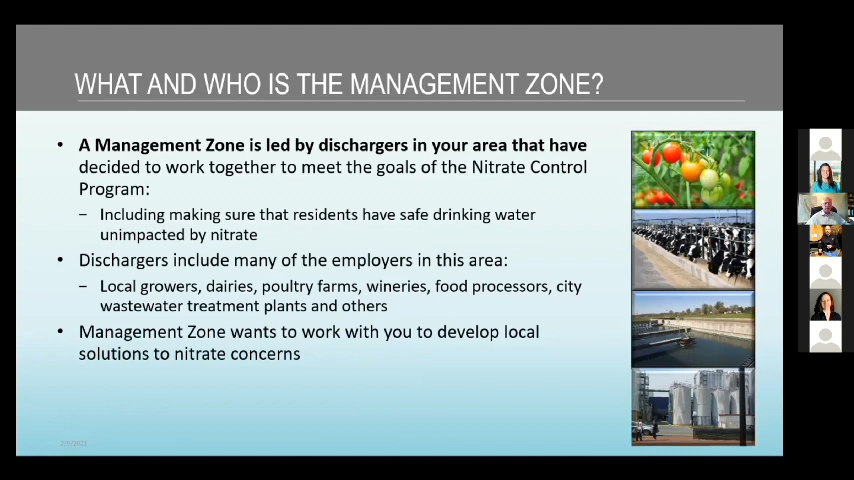 WHAT AND WHO IS THE MANAGEMENT ZONE?
• A Management Zone is led by dischargers in your area that have
decided to work together to meet the goals of the Nitrate Control
Program:
– Including making sure that residents have safe drinking water
unimpacted by nitrate
• Dischargers include many of the employers in this area:
– Local growers, dairies, poultry farms, wineries, food processors, city
wastewater treatment plants and others
• Management Zone wants to work with you to develop local
solutions to nitrate concerns